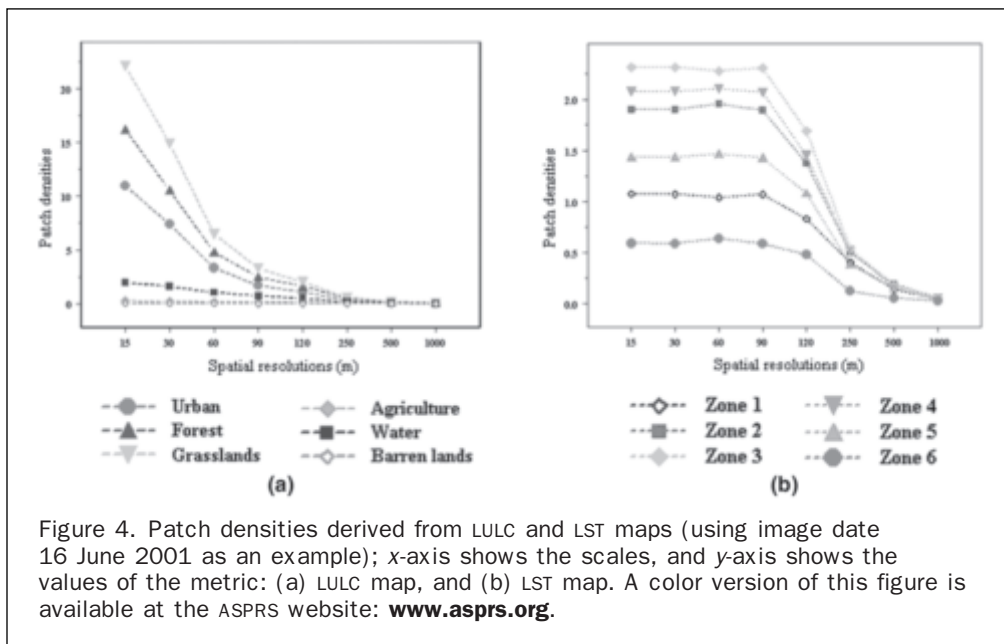 20
15
10
5
0
Patch densities
15 30 60 90 120 250 500 1000
Spatial resolutions (m)
Urban
Forest
Grasslands
Agriculture
Water
Barren lands
(a)
2.0
1.5
1.0
0.5
0.0
Patch densities
15 30 60 90 120 250 500 1000
Spatial resolutions (m)
Zone 1
Zone 2
Zone 3
Zone 4
Zone 5
Zone 6
(b)
Figure 4. Patch densities derived from LULC and LST maps (using image date
16 June 2001 as an example); x-axis shows the scales, and y-axis shows the
values of the metric: (a) LULC map, and (b) LST map. A color version of this figure is
available at the ASPRS website: www.asprs.org.